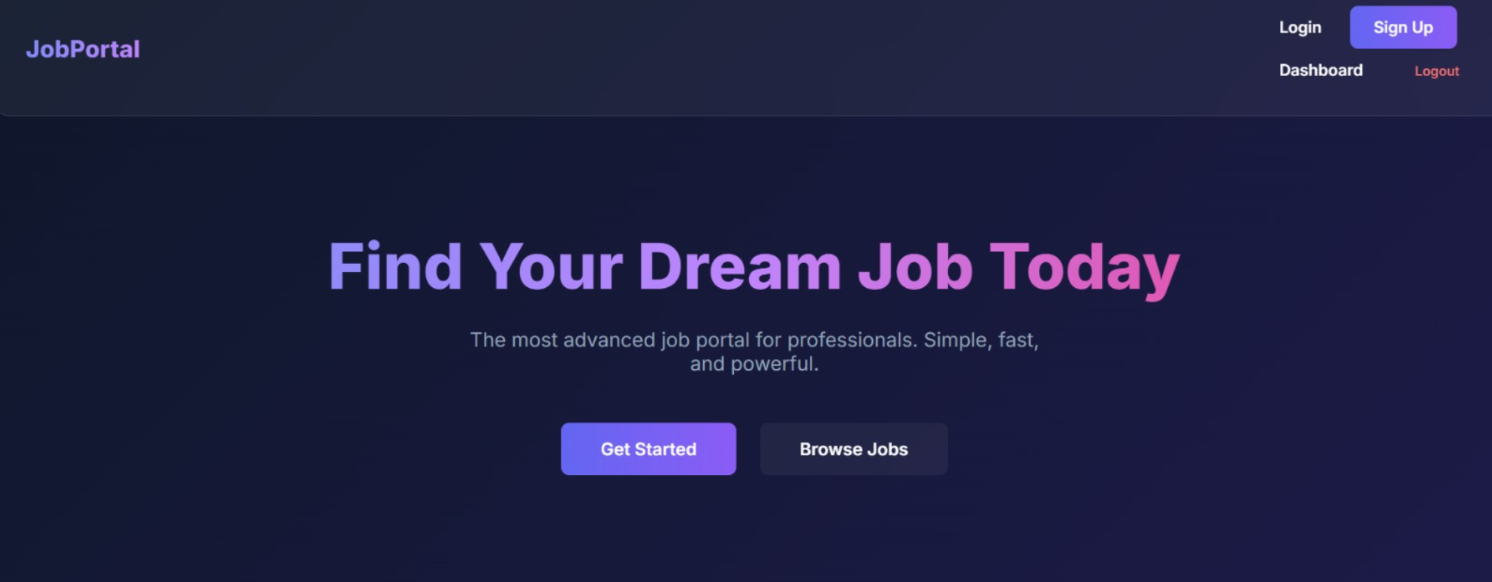 JobPortal
Login
Sign Up
Dashboard
Logout
Find Your Dream Job Today
The most advanced job portal for professionals. Simple, fast,
and powerful.
Get Started
Browse Jobs